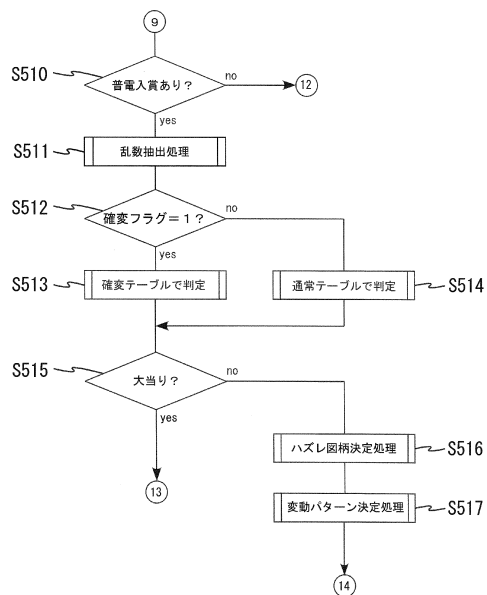 9
S510
普電入賞あり？
no
12
yes
S511
乱数抽出処理
S512
確変フラグ＝１？
no
yes
S513
確変テーブルで判定
通常テーブルで判定
S514
S515
大当り？
no
yes
13
ハズレ図柄決定処理
S516
変動パターン決定処理
S517
14